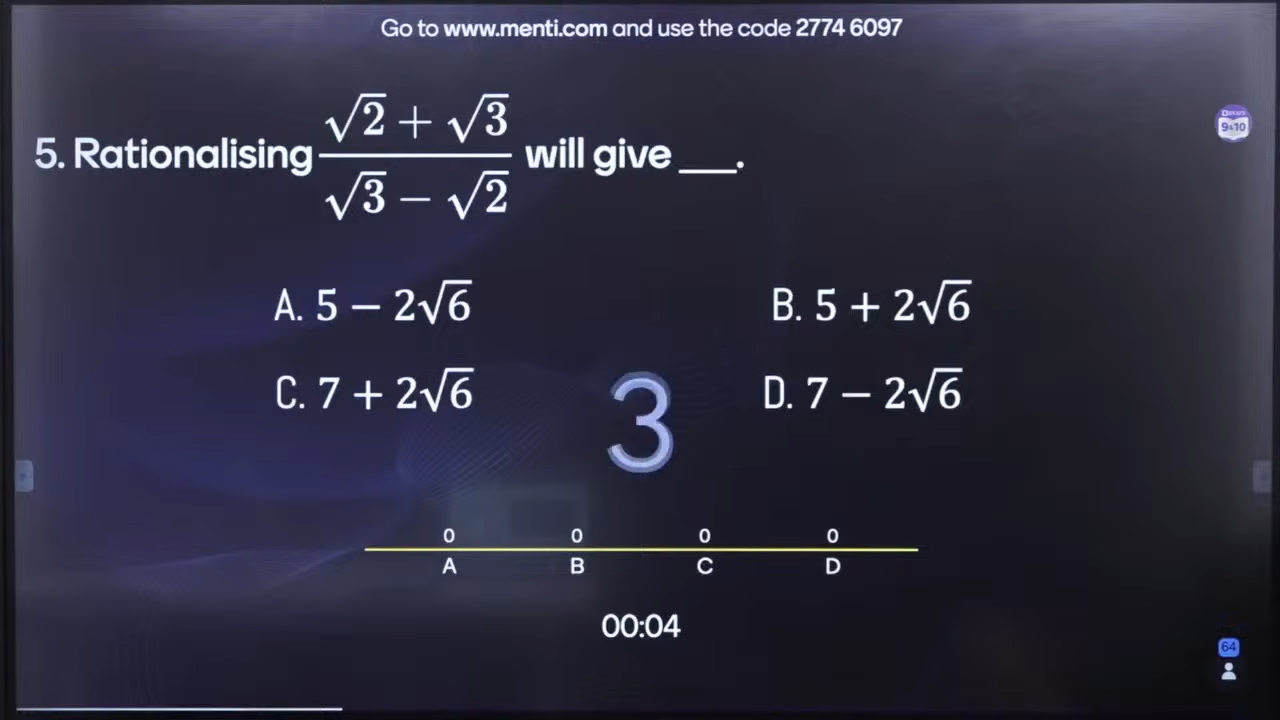 Go to www.menti.com and use the code 2774 6097
5. Rationalising \frac{√2 + √3}{√3 − √2} will give ___.
A. 5 − 2√6
B. 5 + 2√6
C. 7 + 2√6
D. 7 − 2√6
3
0 0 0 0
A B C D
00:04
9&10
64